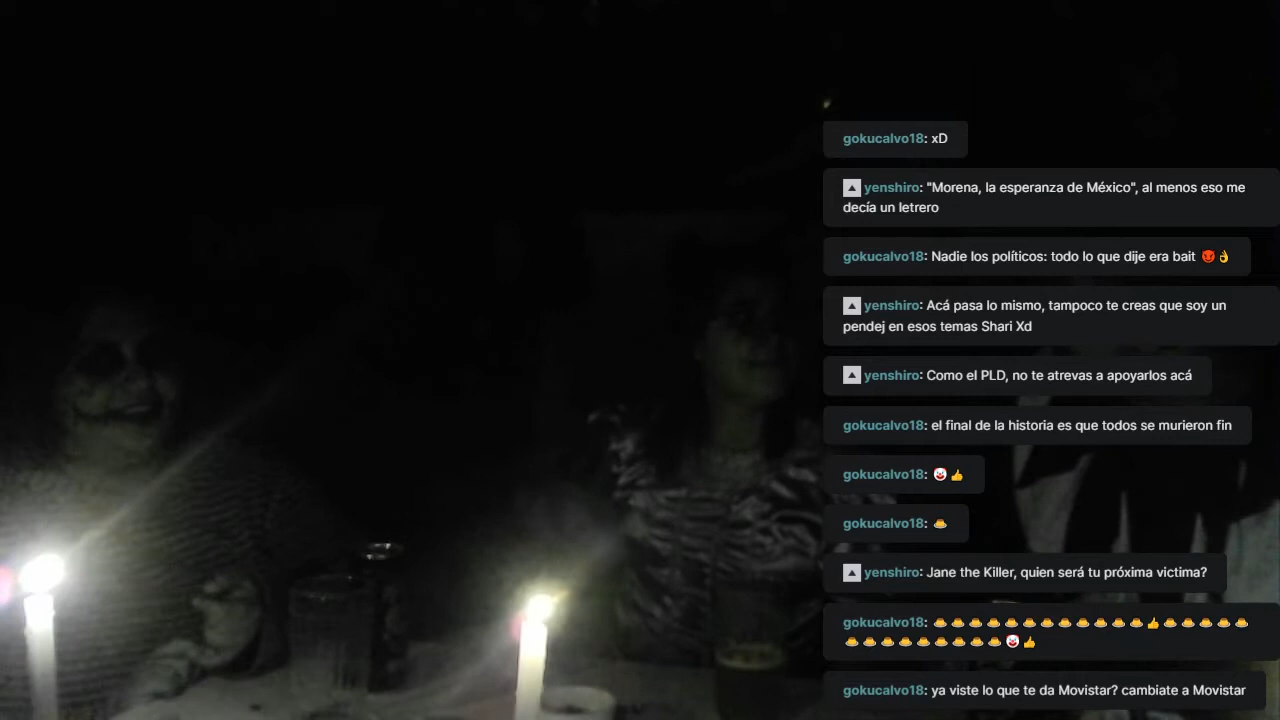 gokucalvo18: xD
yenshiro: "Morena, la esperanza de México", al menos eso me
decía un letrero
gokucalvo18: Nadie los políticos: todo lo que dije era bait 😈👌
yenshiro: Acá pasa lo mismo, tampoco te creas que soy un
pendej en esos temas Shari Xd
yenshiro: Como el PLD, no te atrevas a apoyarlos acá
gokucalvo18: el final de la historia es que todos se murieron fin
gokucalvo18: 🤡👍
gokucalvo18: 🍮
yenshiro: Jane the Killer, quien será tu próxima victima?
gokucalvo18: 🍮🍮🍮🍮🍮🍮🍮🍮🍮🍮🍮🍮👍🍮🍮🍮🍮🍮
🍮🍮🍮🍮🍮🍮🍮🍮🍮🤡👍
gokucalvo18: ya viste lo que te da Movistar? cambiate a Movistar